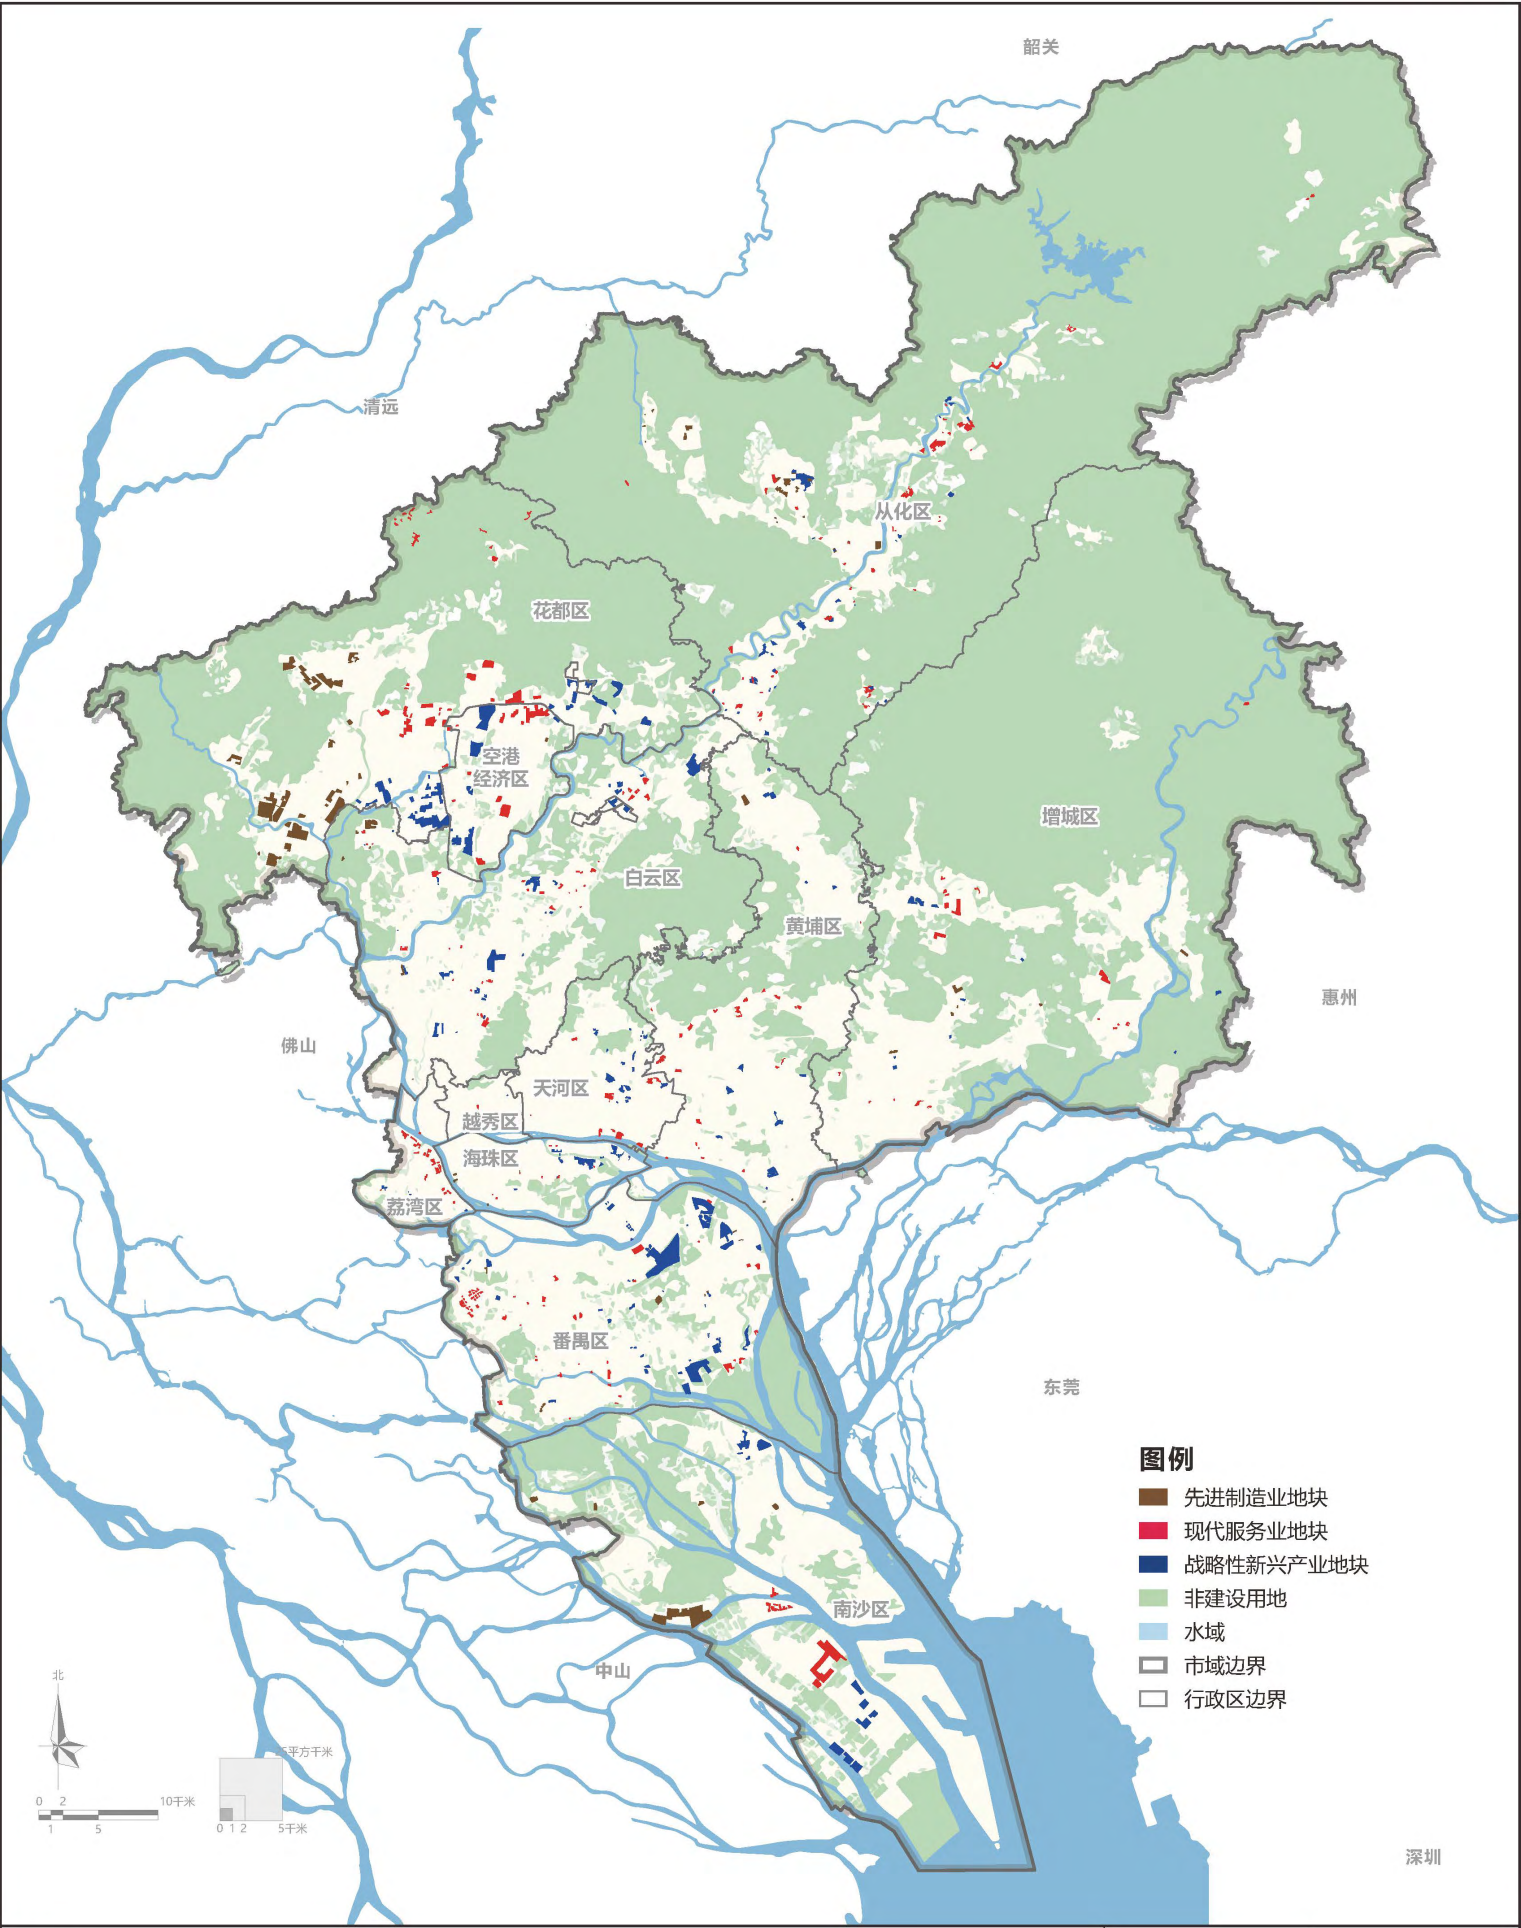 韶关
清远
从化区
花都区
空港
经济区
增城区
白云区
黄埔区
惠州
佛山
天河区
越秀区
海珠区
荔湾区
番禺区
东莞
图例
先进制造业地块
现代服务业地块
战略性新兴产业地块
非建设用地
水域
市域边界
行政区边界
南沙区
中山
北
平方千米
0 2 10千米
1 5
0 1 2 5千米
深圳